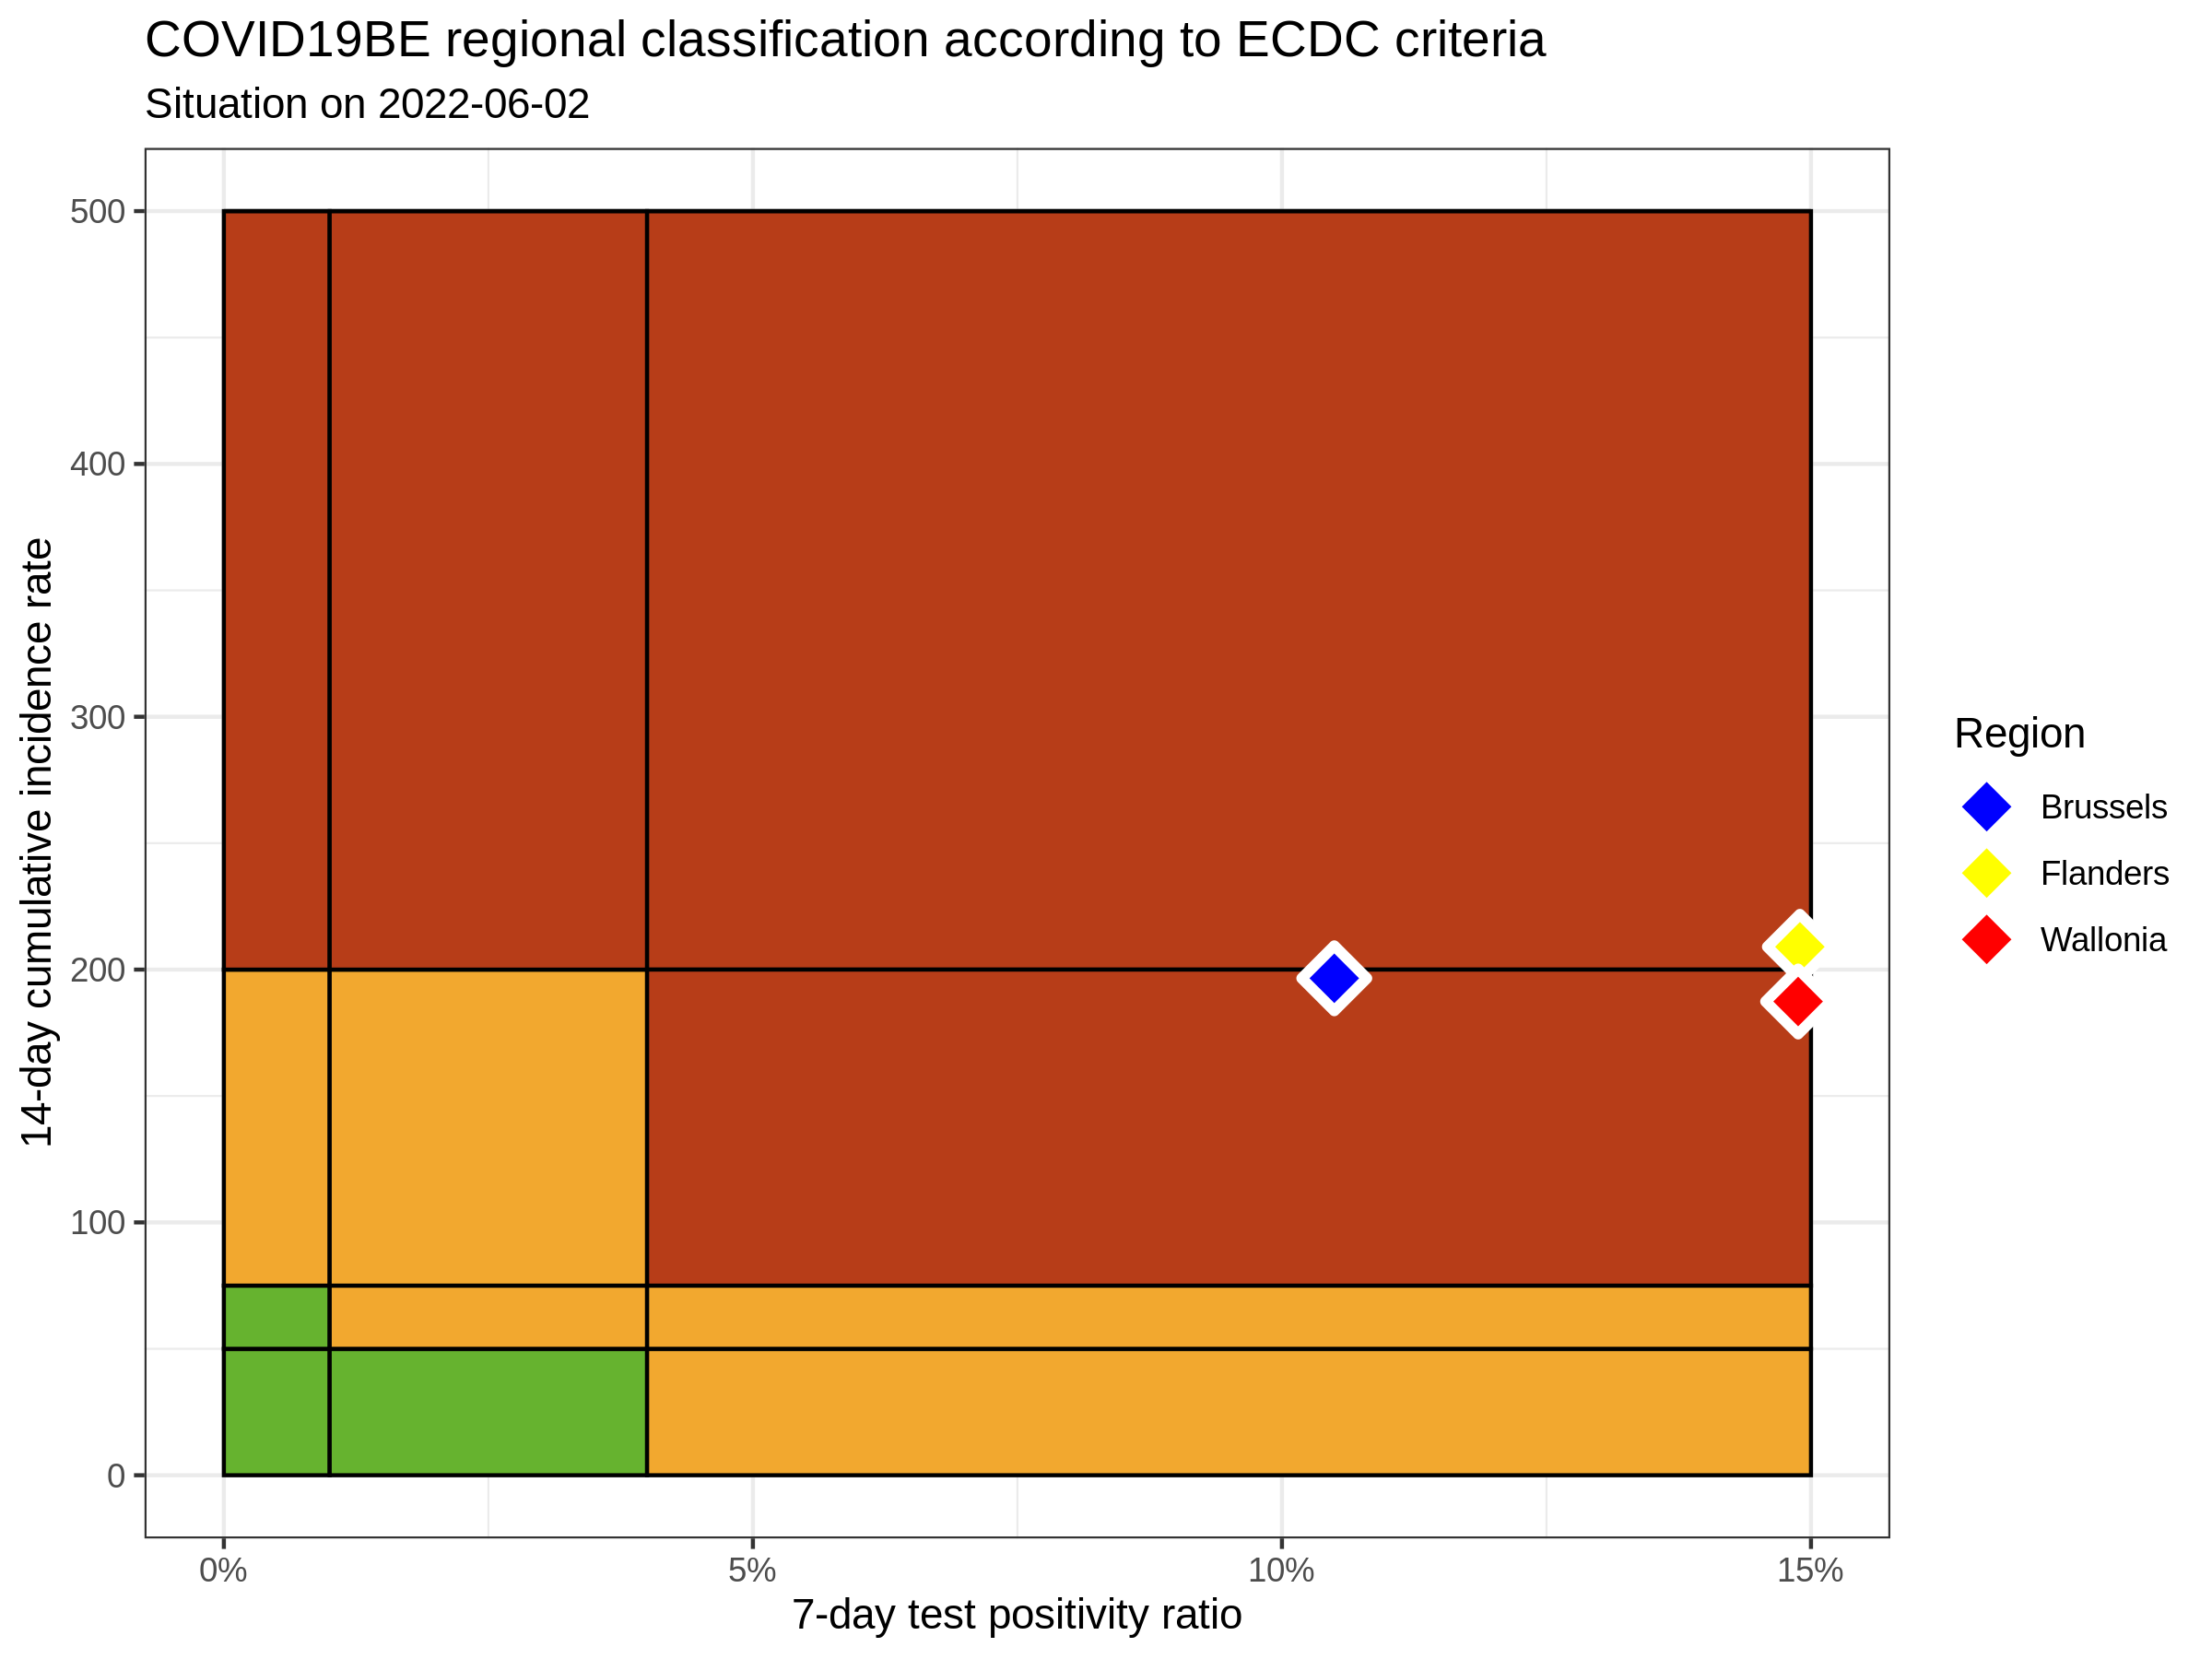 COVID19BE regional classification according to ECDC criteria
Situation on 2022-06-02
14-day cumulative incidence rate
500
400
300
200
100
0
0%
5%
10%
15%
7-day test positivity ratio
Region
Brussels
Flanders
Wallonia